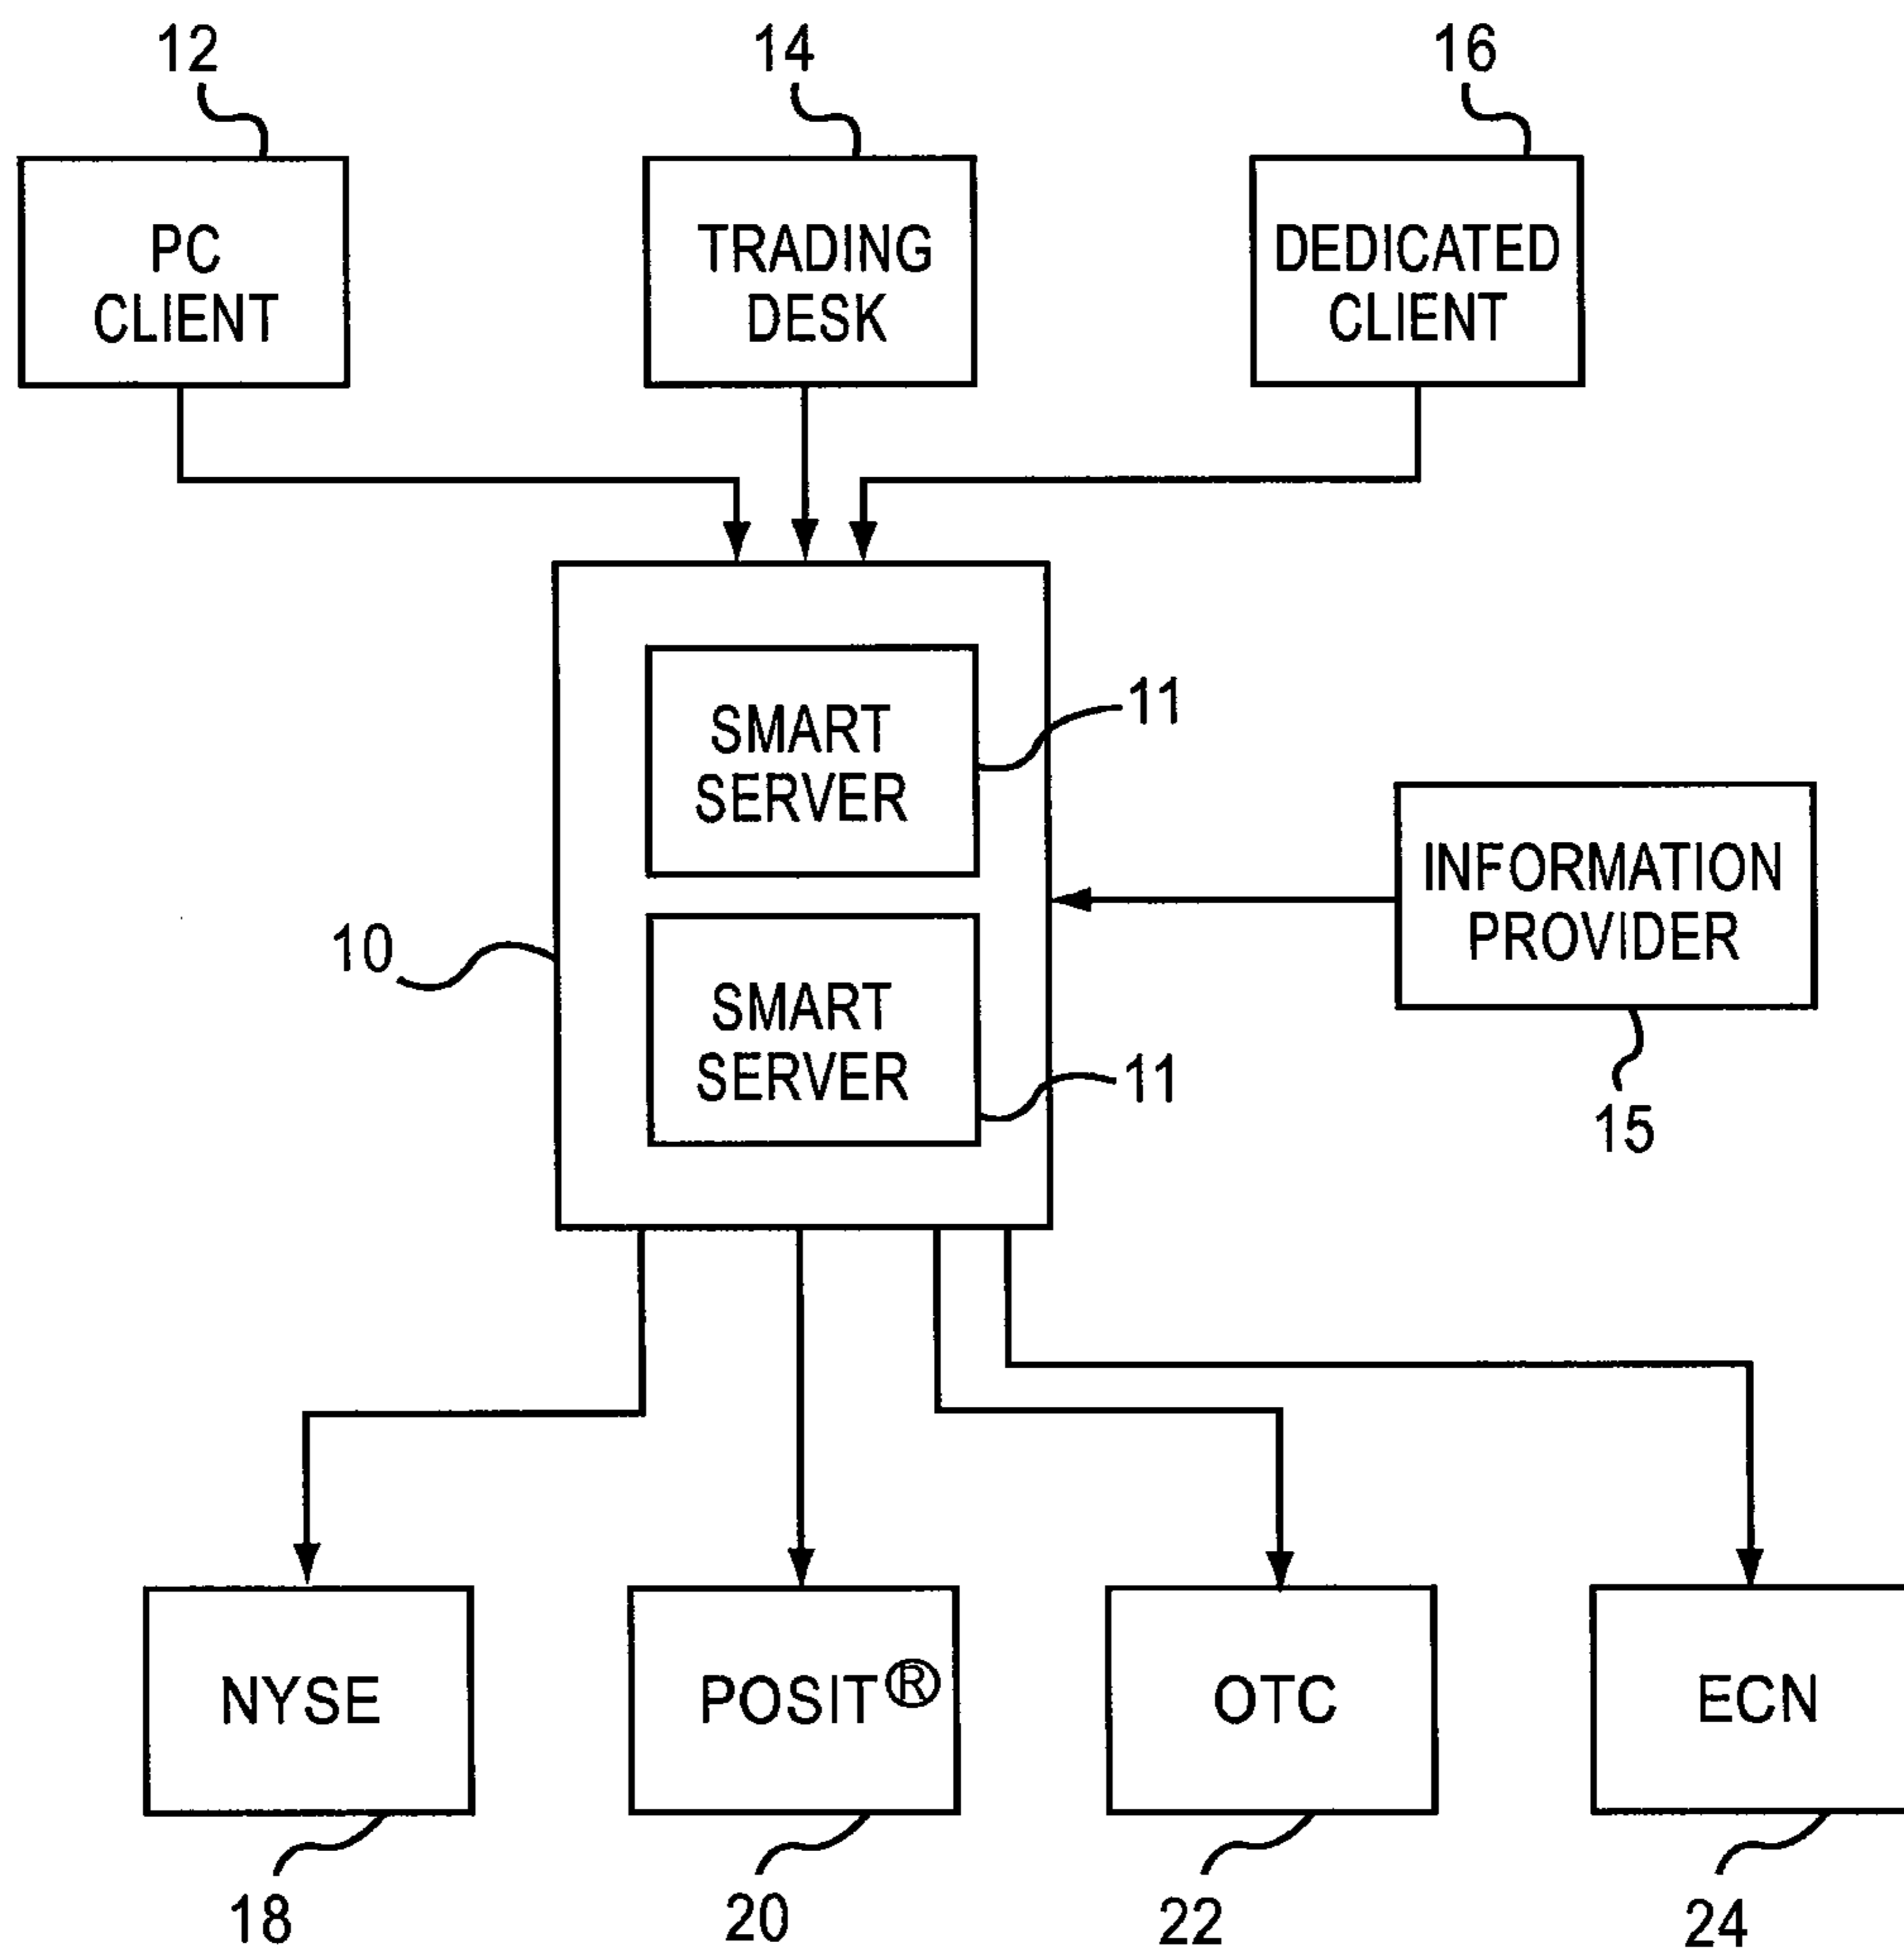 12
14
16
PC
CLIENT
TRADING
DESK
DEDICATED
CLIENT
SMART
SERVER
11
INFORMATION
PROVIDER
10
SMART
SERVER
11
15
NYSE
POSIT®
OTC
ECN
18
20
22
24